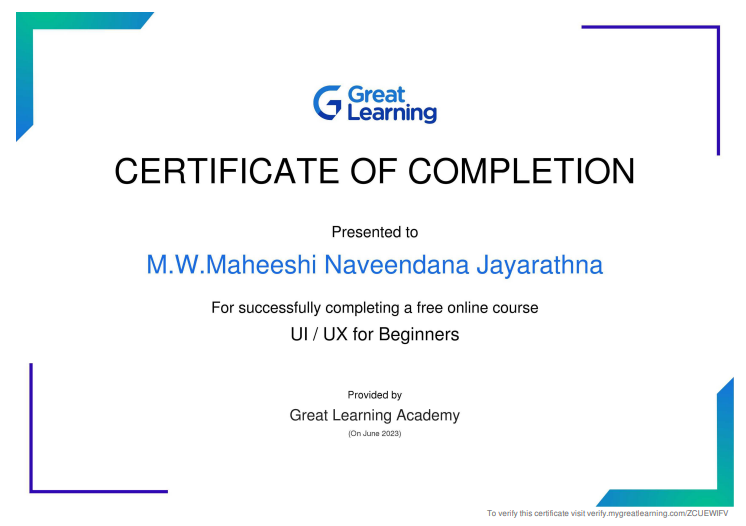 Great
Learning
CERTIFICATE OF COMPLETION
Presented to
M.W.Maheeshi Naveendana Jayarathna
For successfully completing a free online course
UI / UX for Beginners
Provided by
Great Learning Academy
(On June 2023)
To verify this certificate visit verify.mygreatlearning.com/ZCUEWIFV